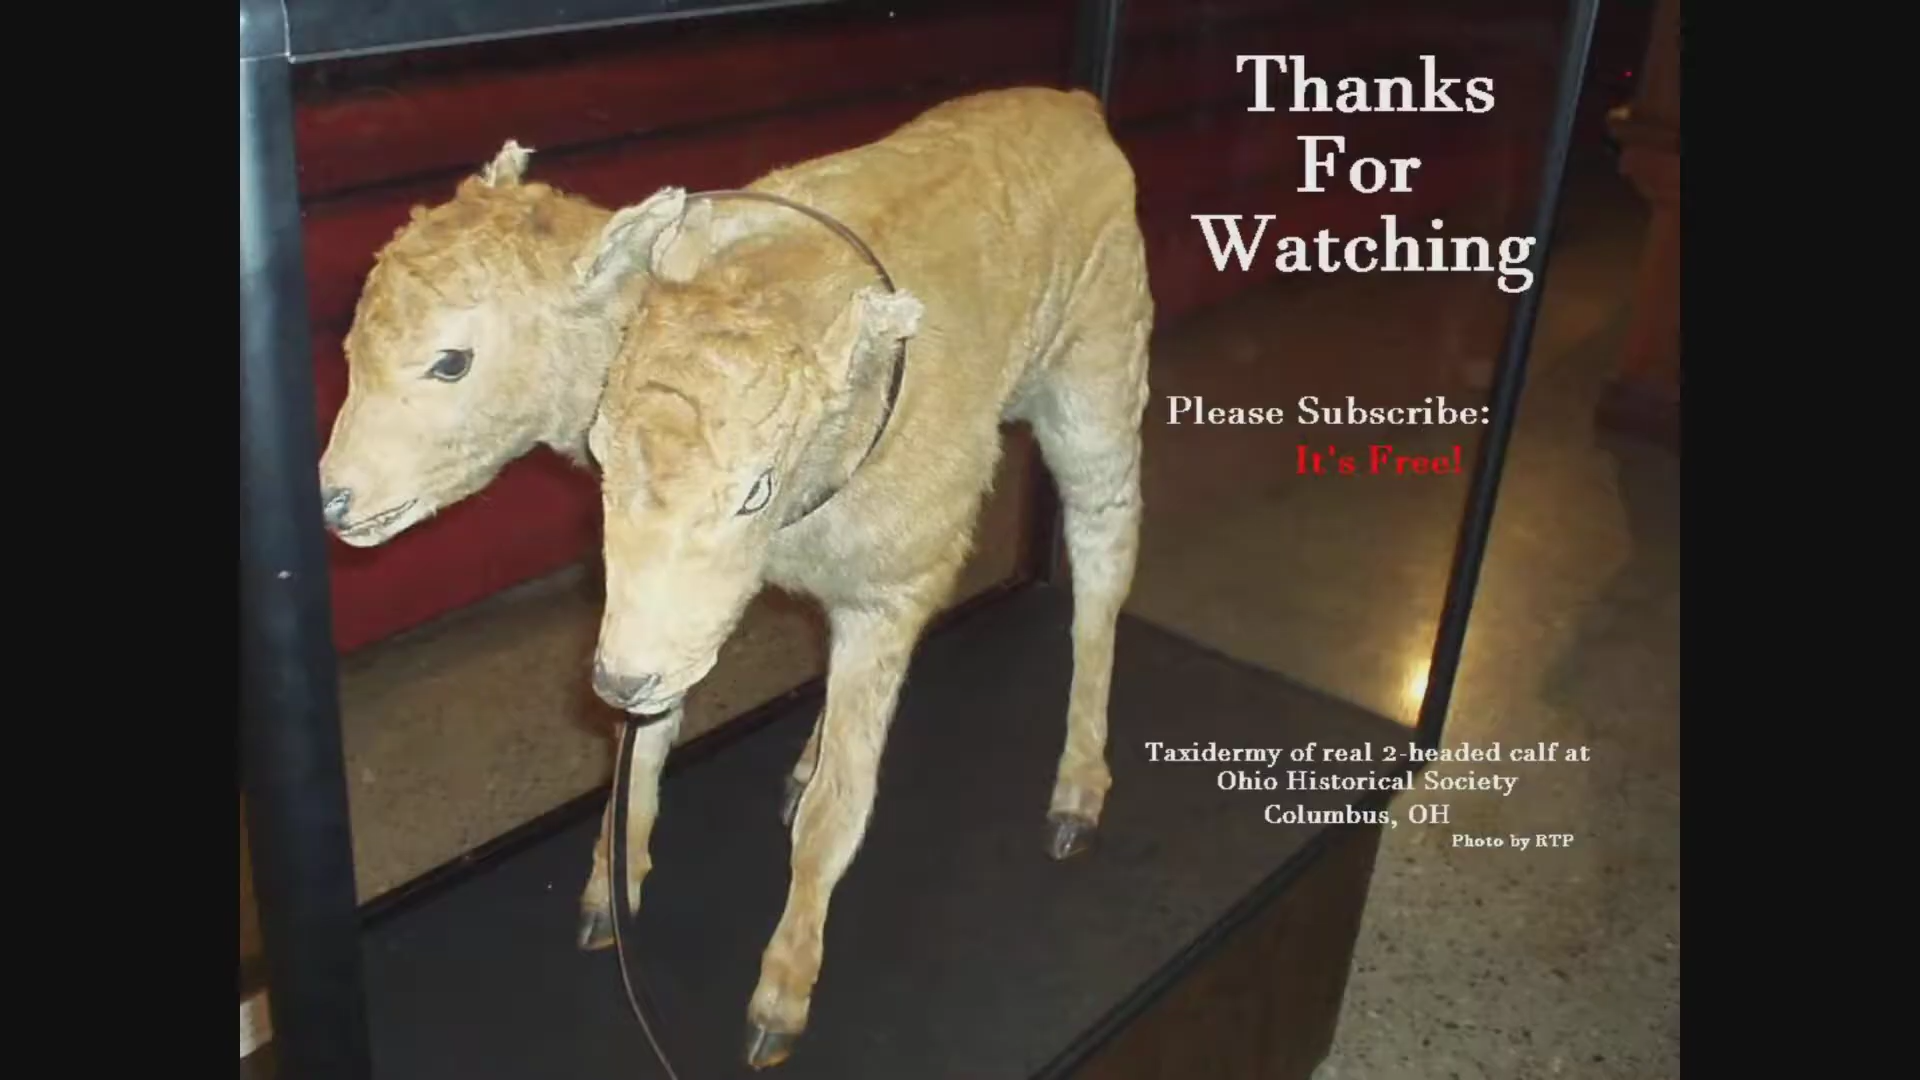 Thanks
For
Watching
Please Subscribe:
It's Free!
Taxidermy of real 2-headed calf at
Ohio Historical Society
Columbus, OH
Photo by RTP